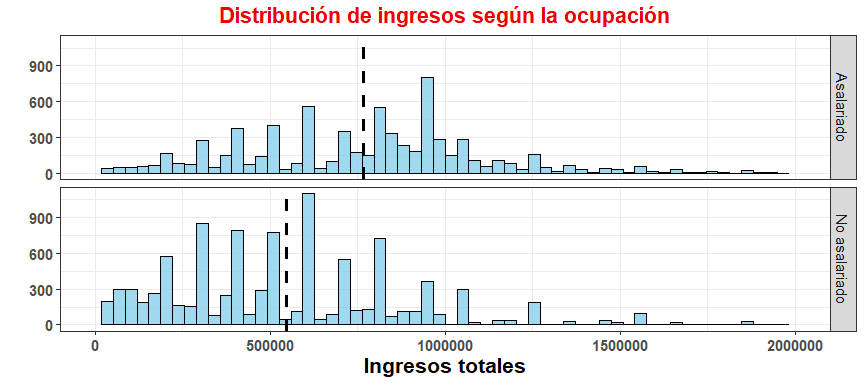 Distribución de ingresos según la ocupación
900
600
300
0
Asalariado
900
600
300
0
No asalariado
0 500000 1000000 1500000 2000000
Ingresos totales